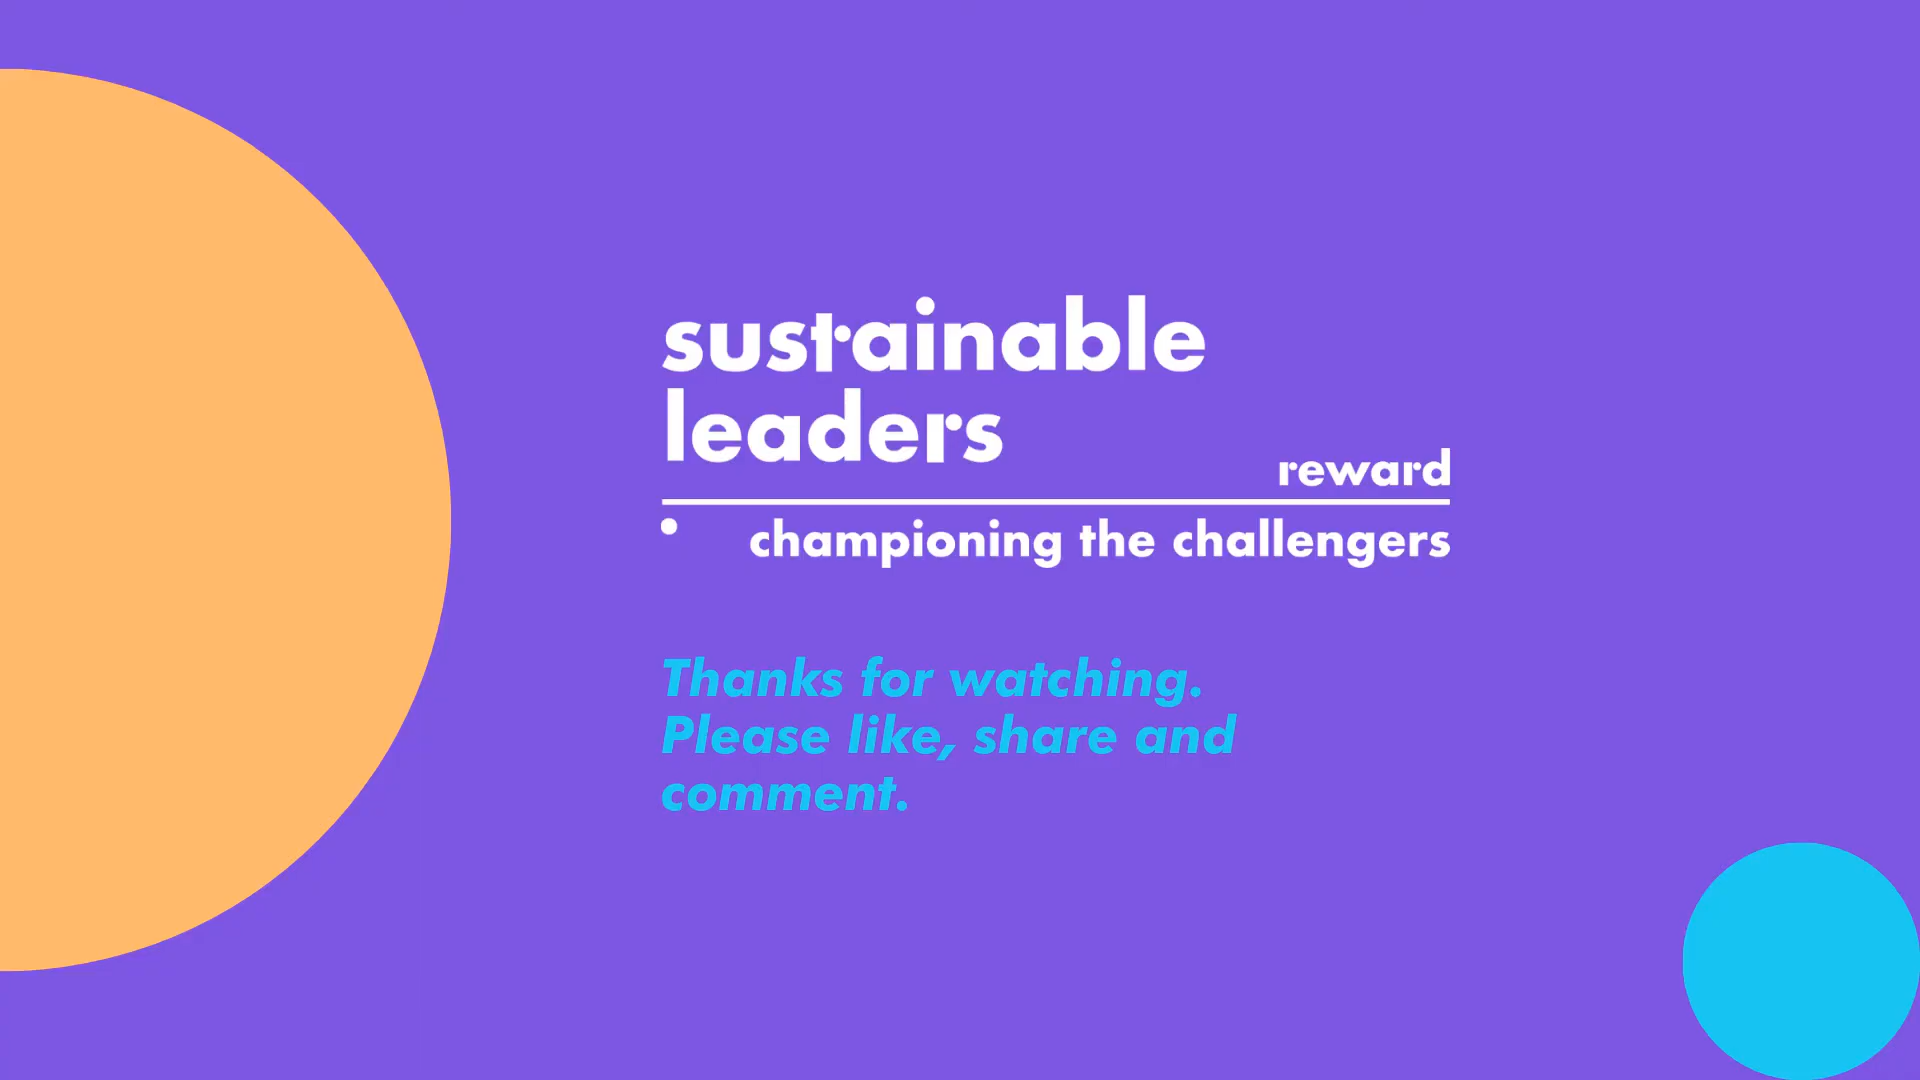 sustainable
leaders
reward
championing the challengers
Thanks for watching.
Please like, share and
comment.